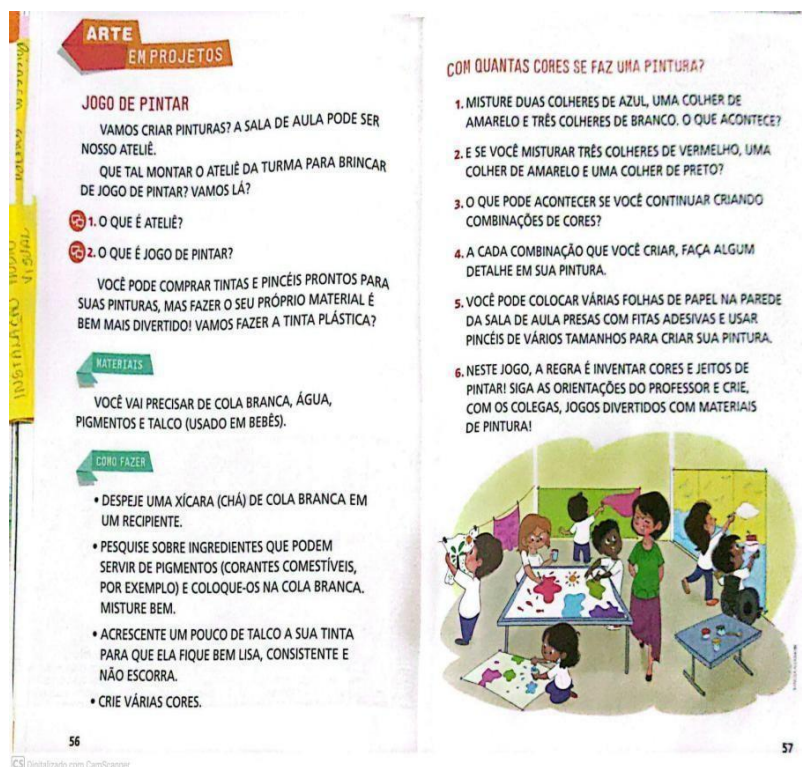 ARTE
EM PROJETOS
JOGO DE PINTAR
VAMOS CRIAR PINTURAS? A SALA DE AULA PODE SER
NOSSO ATELIÊ.
QUE TAL MONTAR O ATELIÊ DA TURMA PARA BRINCAR
DE JOGO DE PINTAR? VAMOS LÁ?
1. O QUE É ATELIÊ?
2. O QUE É JOGO DE PINTAR?
VOCÊ PODE COMPRAR TINTAS E PINCÉIS PRONTOS PARA
SUAS PINTURAS, MAS FAZER O SEU PRÓPRIO MATERIAL É
BEM MAIS DIVERTIDO! VAMOS FAZER A TINTA PLÁSTICA?
MATERIAIS
VOCÊ VAI PRECISAR DE COLA BRANCA, ÁGUA,
PIGMENTOS E TALCO (USADO EM BEBÊS).
COMO FAZER
• DESPEJE UMA XÍCARA (CHÁ) DE COLA BRANCA EM
UM RECIPIENTE.
• PESQUISE SOBRE INGREDIENTES QUE PODEM
SERVIR DE PIGMENTOS (CORANTES COMESTÍVEIS,
POR EXEMPLO) E COLOQUE-OS NA COLA BRANCA.
MISTURE BEM.
• ACRESCENTE UM POUCO DE TALCO A SUA TINTA
PARA QUE ELA FIQUE BEM LISA, CONSISTENTE E
NÃO ESCORRA.
• CRIE VÁRIAS CORES.
56
VISUAL
CS Digitalizado com CamScanner
COM QUANTAS CORES SE FAZ UMA PINTURA?
1. MISTURE DUAS COLHERES DE AZUL, UMA COLHER DE
AMARELO E TRÊS COLHERES DE BRANCO. O QUE ACONTECE?
2. E SE VOCÊ MISTURAR TRÊS COLHERES DE VERMELHO, UMA
COLHER DE AMARELO E UMA COLHER DE PRETO?
3. O QUE PODE ACONTECER SE VOCÊ CONTINUAR CRIANDO
COMBINAÇÕES DE CORES?
4. A CADA COMBINAÇÃO QUE VOCÊ CRIAR, FAÇA ALGUM
DETALHE EM SUA PINTURA.
5. VOCÊ PODE COLOCAR VÁRIAS FOLHAS DE PAPEL NA PAREDE
DA SALA DE AULA PRESAS COM FITAS ADESIVAS E USAR
PINCÉIS DE VÁRIOS TAMANHOS PARA CRIAR SUA PINTURA.
6. NESTE JOGO, A REGRA É INVENTAR CORES E JEITOS DE
PINTAR! SIGA AS ORIENTAÇÕES DO PROFESSOR E CRIE,
COM OS COLEGAS, JOGOS DIVERTIDOS COM MATERIAIS
DE PINTURA!
57